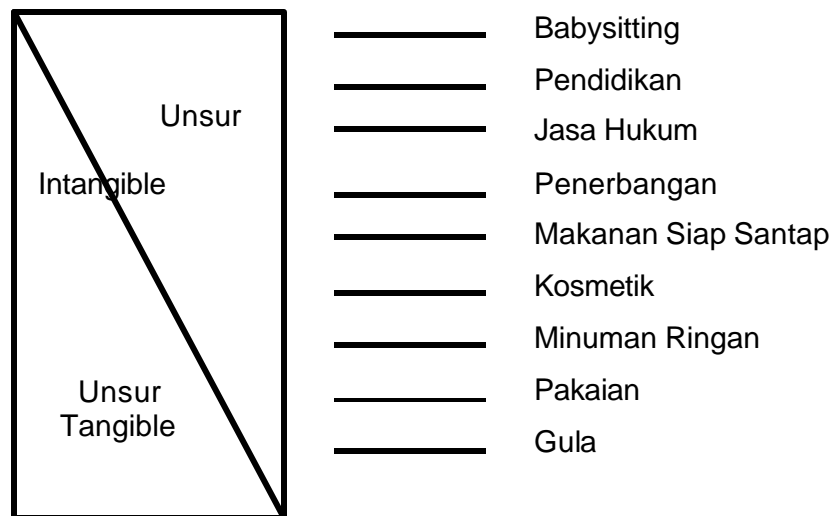 Unsur
Intangible
Unsur
Tangible
Babysitting
Pendidikan
Jasa Hukum
Penerbangan
Makanan Siap Santap
Kosmetik
Minuman Ringan
Pakaian
Gula